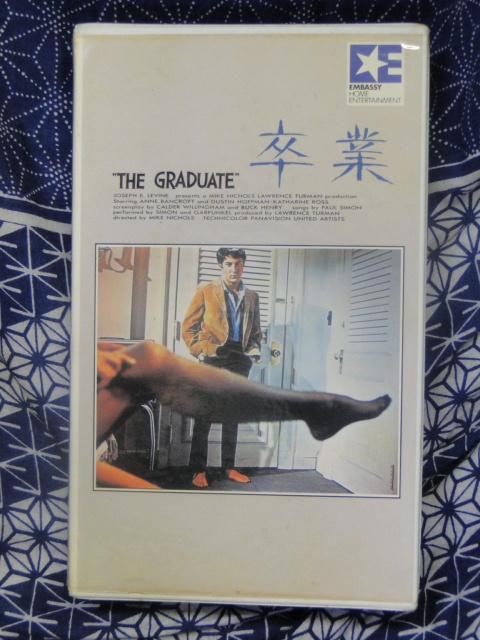 EMBASSY
HOME
ENTERTAINMENT
卒業
"THE GRADUATE"
JOSEPH E. LEVINE presents a MIKE NICHOLS LAWRENCE TURMAN production
Starring ANNE BANCROFT and DUSTIN HOFFMAN KATHARINE ROSS
screenplay by CALDER WILLINGHAM and BUCK HENRY songs by PAUL SIMON
performed by SIMON and GARFUNKEL produced by LAWRENCE TURMAN
directed by MIKE NICHOLS TECHNICOLOR PANAVISION UNITED ARTISTS